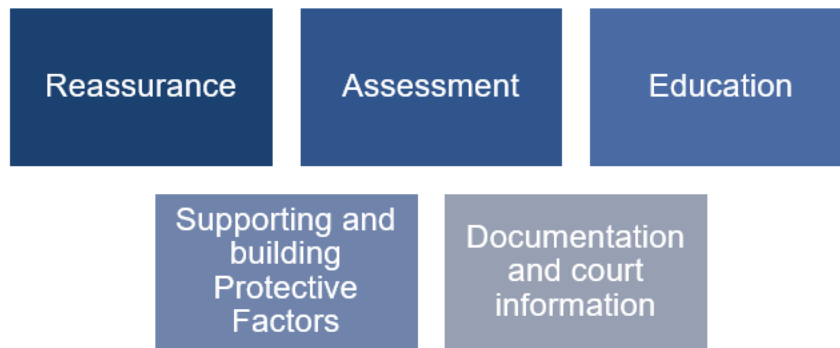 Reassurance
Assessment
Education
Supporting and
building
Protective
Factors
Documentation
and court
information